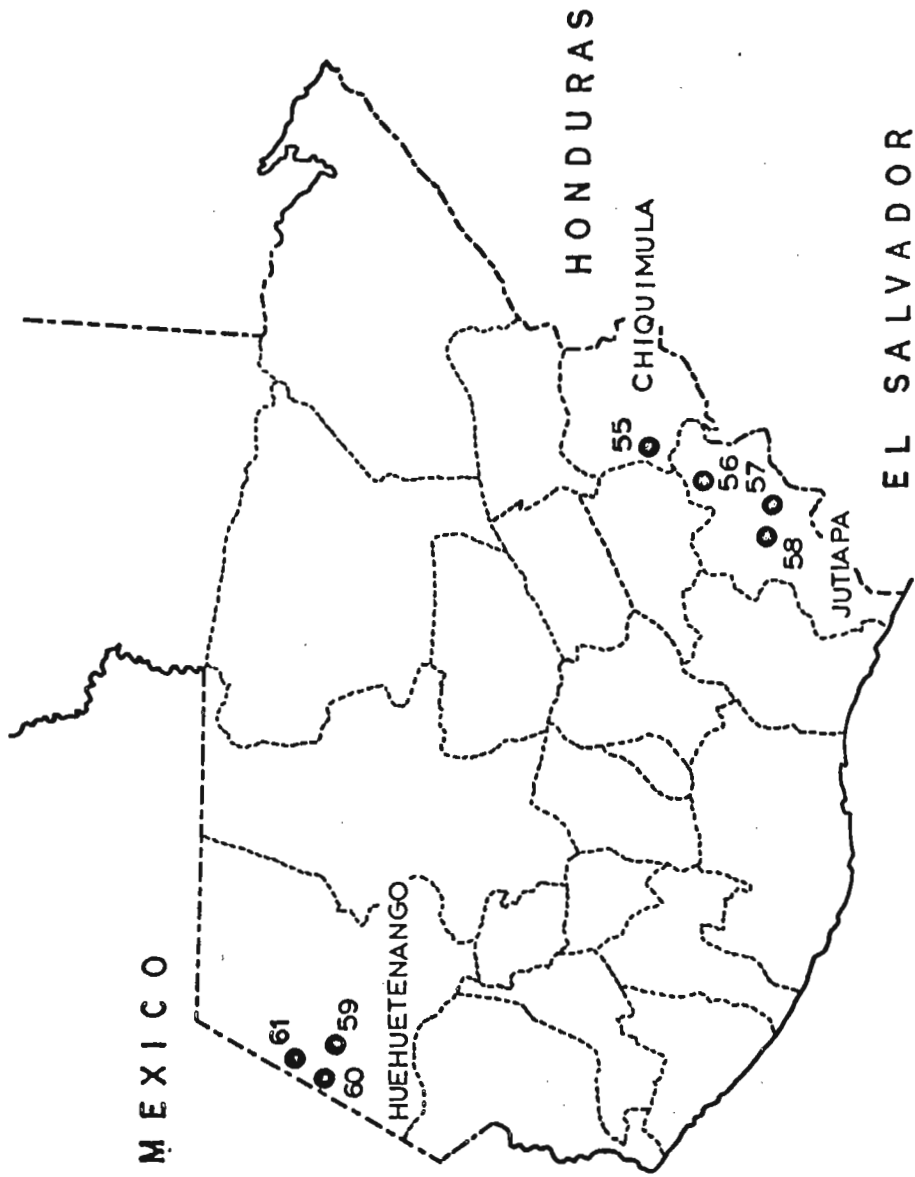 MEXICO
61
59
60
HUEHUETENANGO
HONDURAS
CHIQUIMULA
55
56
57
58
JUTIAPA
EL SALVADOR